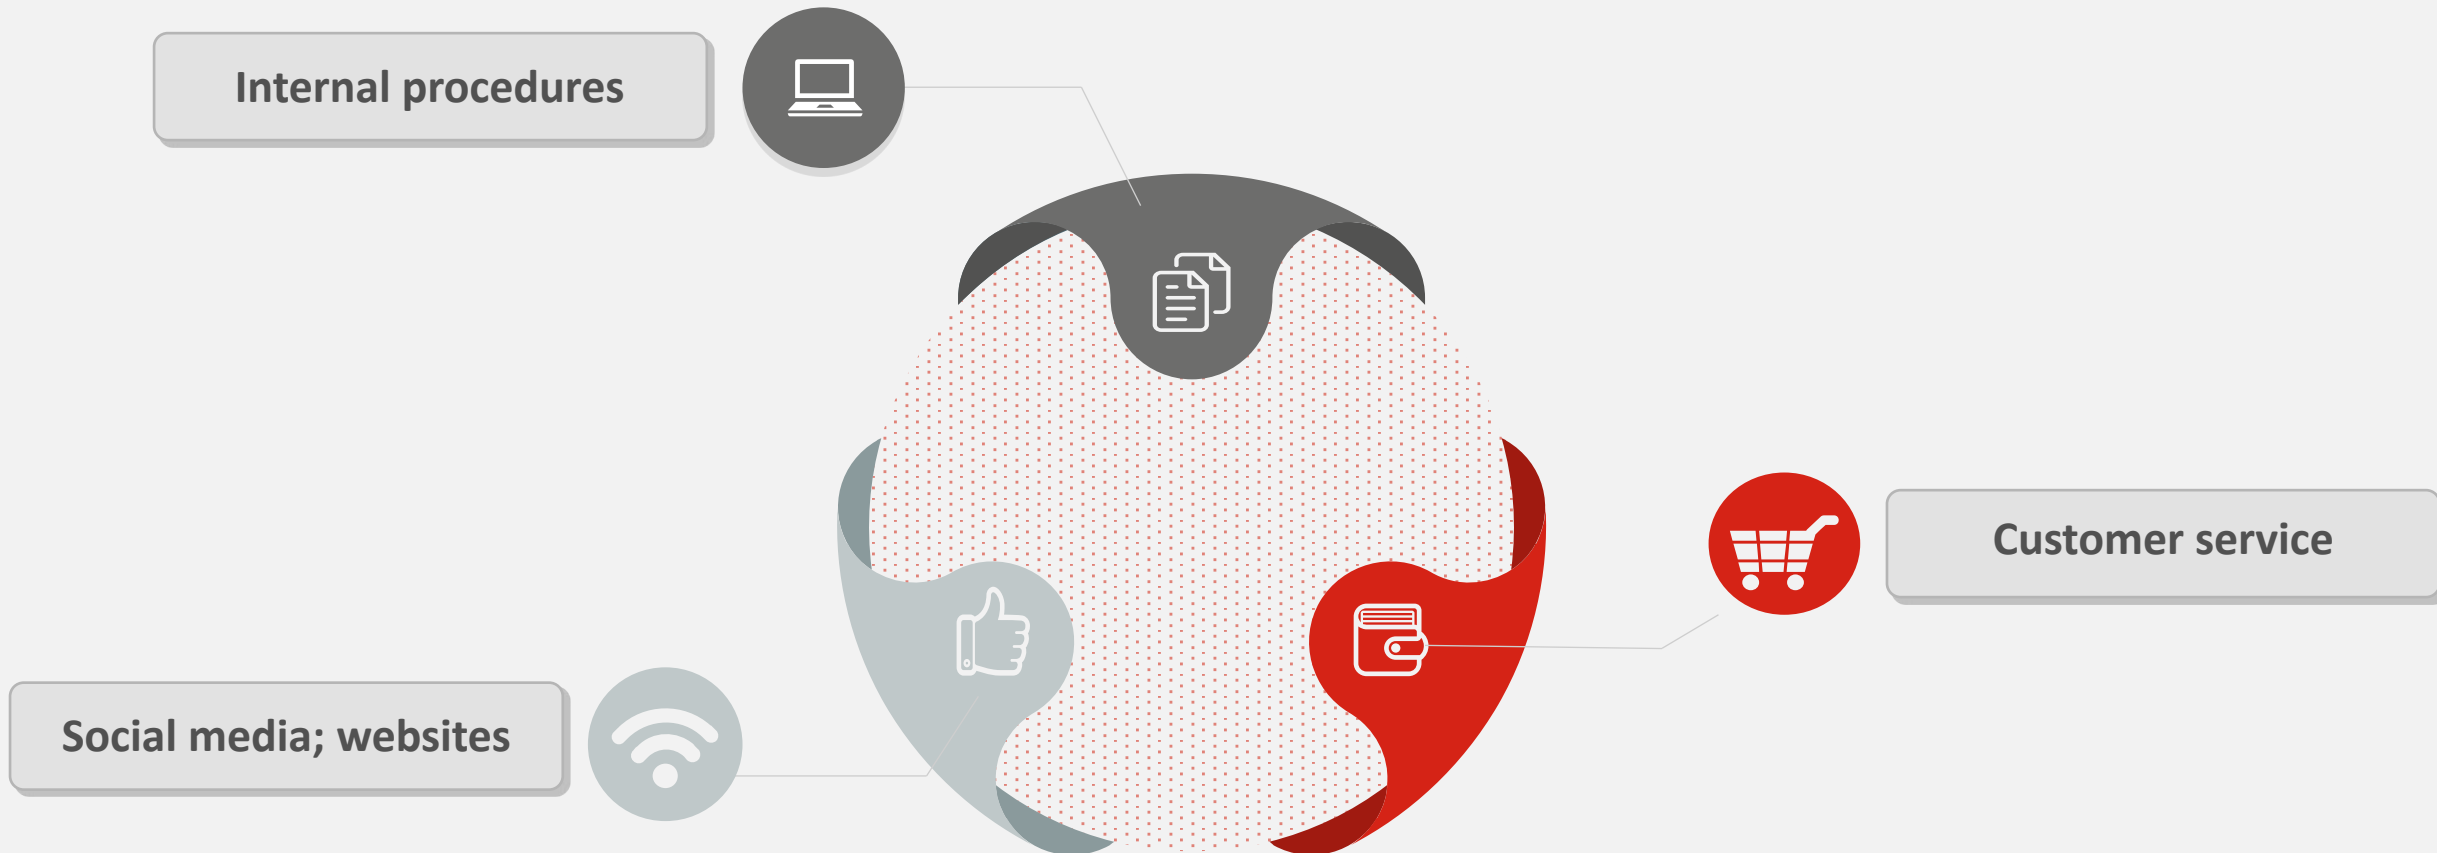 Internal procedures
Customer service
Social media; websites